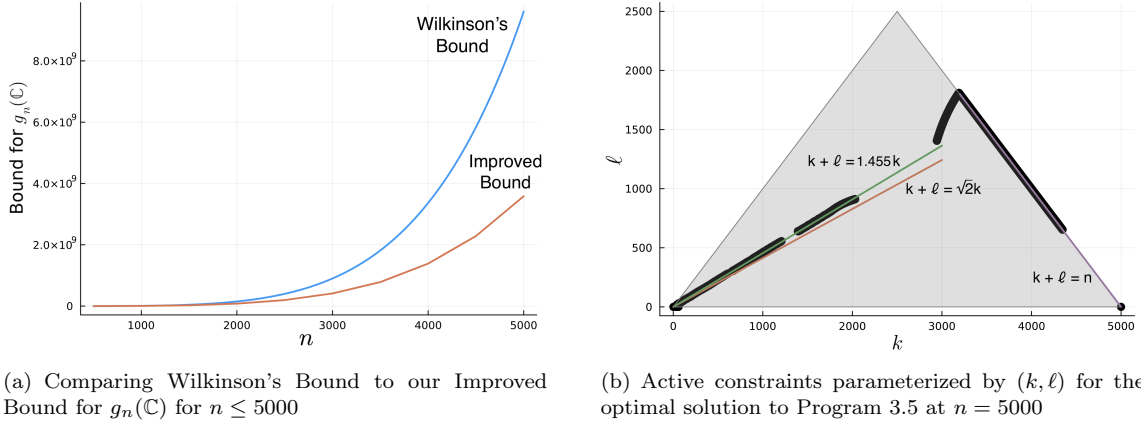 Wilkinson's
Bound
Improved
Bound
Bound for gₙ(ℂ)
8.0×10⁹
6.0×10⁹
4.0×10⁹
2.0×10⁹
0
1000
2000
3000
4000
5000
n
(a) Comparing Wilkinson's Bound to our Improved
Bound for gₙ(ℂ) for n ≤ 5000
2500
2000
1500
1000
500
0
ℓ
k + ℓ = 1.455k
k + ℓ = √2k
k + ℓ = n
0
1000
2000
3000
4000
5000
k
(b) Active constraints parameterized by (k, ℓ) for the
optimal solution to Program 3.5 at n = 5000